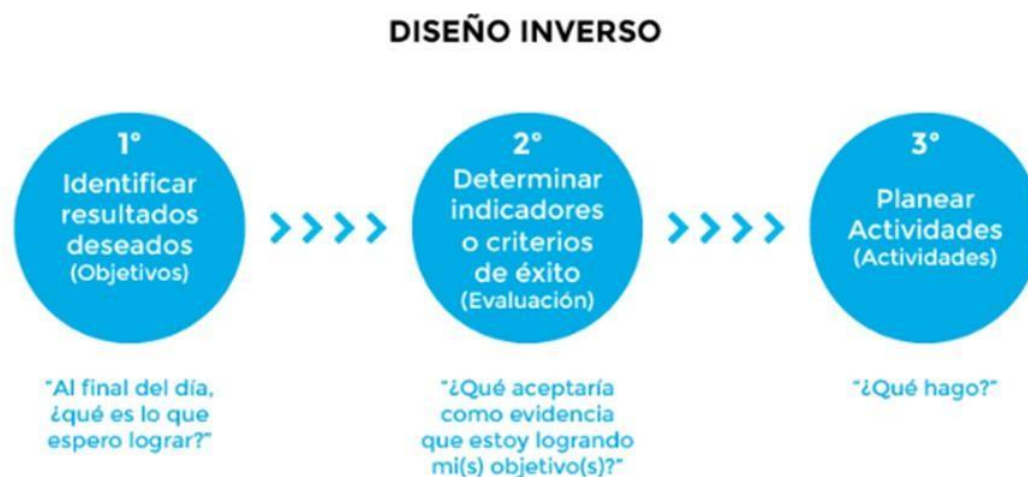 DISEÑO INVERSO
1°
Identificar
resultados
deseados
(Objetivos)
"Al final del día,
¿qué es lo que
espero lograr?"
2°
Determinar
indicadores
o criterios
de éxito
(Evaluación)
"¿Qué aceptaría
como evidencia
que estoy logrando
mi(s) objetivo(s)?"
3°
Planear
Actividades
(Actividades)
"¿Qué hago?"